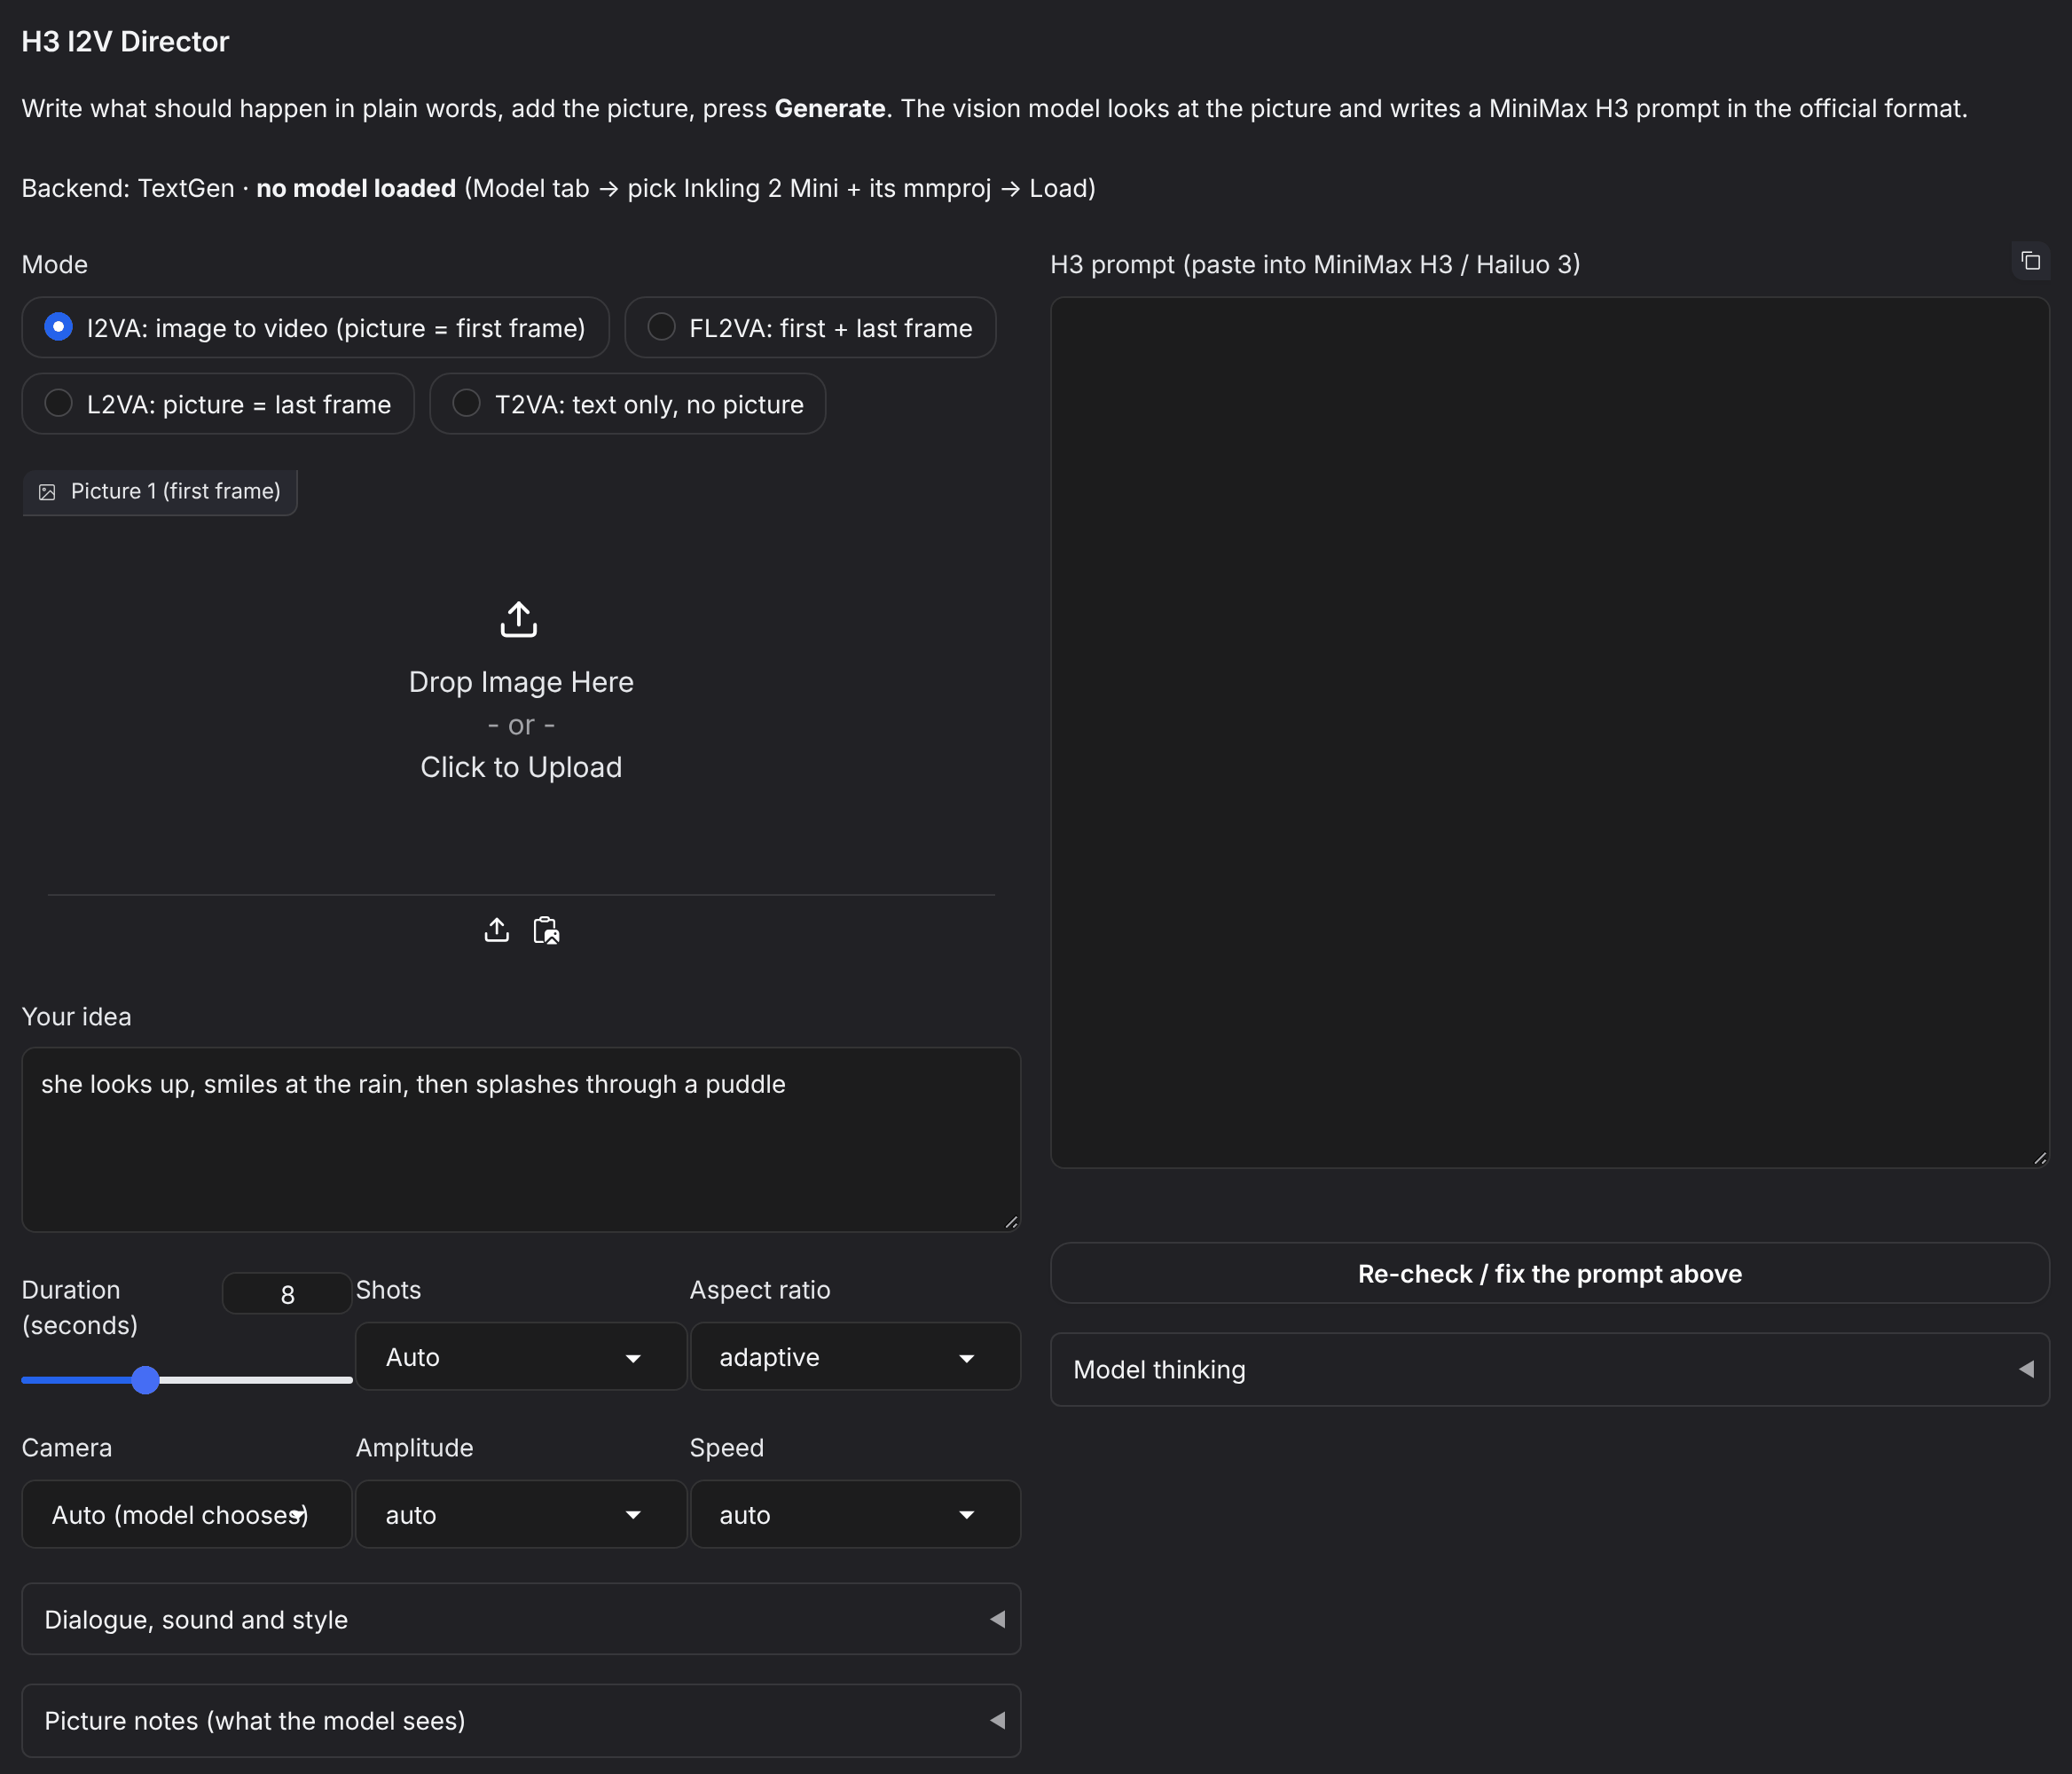 H3 I2V Director
Write what should happen in plain words, add the picture, press Generate. The vision model looks at the picture and writes a MiniMax H3 prompt in the official format.
Backend: TextGen · no model loaded (Model tab → pick Inkling 2 Mini + its mmproj → Load)
Mode
I2VA: image to video (picture = first frame)
FL2VA: first + last frame
L2VA: picture = last frame
T2VA: text only, no picture
Picture 1 (first frame)
Drop Image Here
- or -
Click to Upload
Your idea
she looks up, smiles at the rain, then splashes through a puddle
Duration
(seconds)
8
Shots
Auto
Aspect ratio
adaptive
Camera
Auto (model chooses)
Amplitude
auto
Speed
auto
Dialogue, sound and style
Picture notes (what the model sees)
H3 prompt (paste into MiniMax H3 / Hailuo 3)
Re-check / fix the prompt above
Model thinking